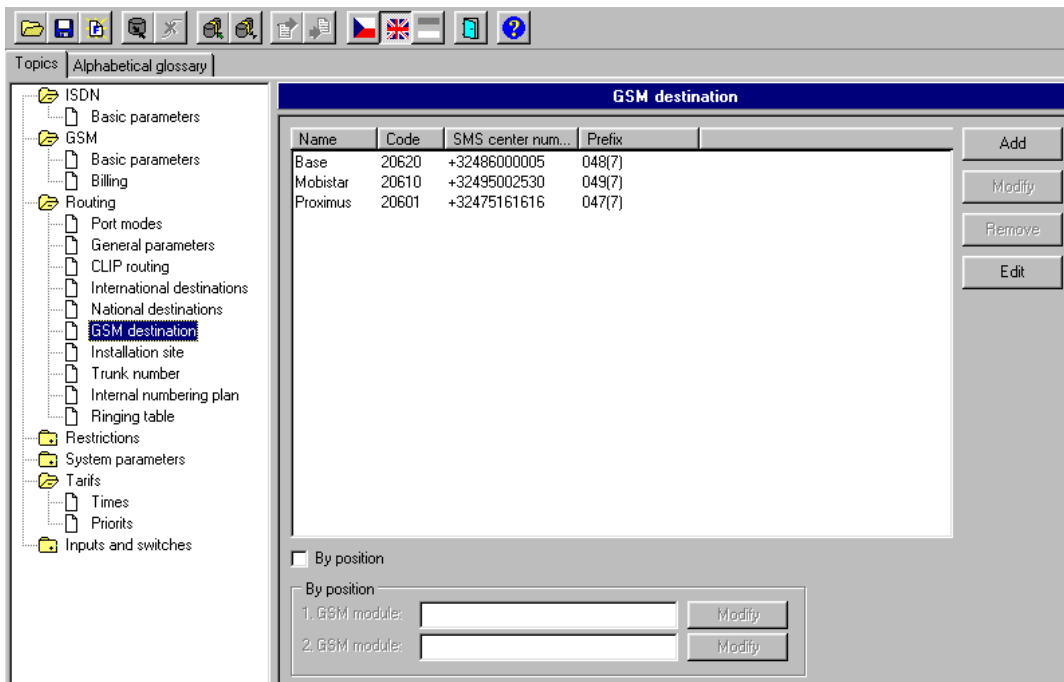 Topics Alphabetical glossary
ISDN
Basic parameters
GSM
Basic parameters
Billing
Routing
Port modes
General parameters
CLIP routing
International destinations
National destinations
GSM destination
Installation site
Trunk number
Internal numbering plan
Ringing table
Restrictions
System parameters
Tarifs
Times
Priorits
Inputs and switches
GSM destination
Name Code SMS center num... Prefix
Base 20620 +32486000005 048(7)
Mobistar 20610 +32495002530 049(7)
Proximus 20601 +32475161616 047(7)
Add
Modify
Remove
Edit
By position
By position
1. GSM module: Modify
2. GSM module: Modify